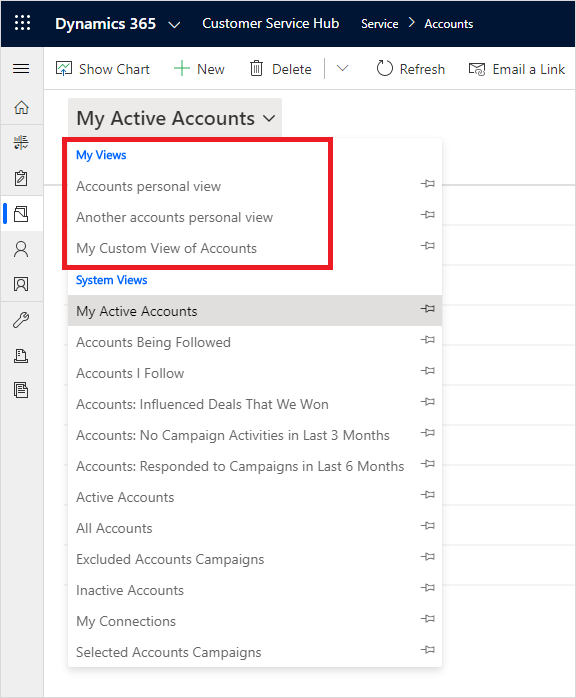 Dynamics 365 Customer Service Hub Service Accounts
Show Chart New Delete Refresh Email a Link
My Active Accounts
My Views
Accounts personal view
Another accounts personal view
My Custom View of Accounts
System Views
My Active Accounts
Accounts Being Followed
Accounts I Follow
Accounts: Influenced Deals That We Won
Accounts: No Campaign Activities in Last 3 Months
Accounts: Responded to Campaigns in Last 6 Months
Active Accounts
All Accounts
Excluded Accounts Campaigns
Inactive Accounts
My Connections
Selected Accounts Campaigns